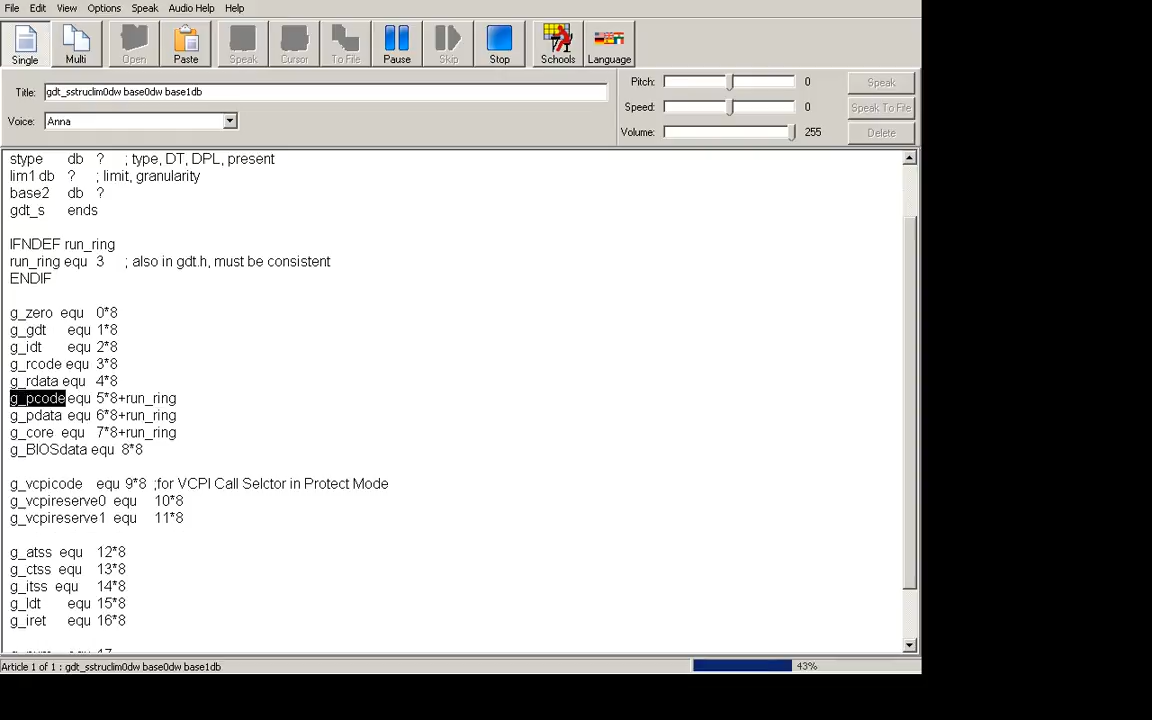 File Edit View Options Speak Audio Help Help
Single Multi Open Paste Speak Cursor To File Pause Skip Stop Schools Language
Title: gdt_sstruclim0dw base0dw base1db
Voice: Anna
Pitch: 0 Speak
Speed: 0 Speak To File
Volume: 255 Delete
stype db ? ; type, DT, DPL, present
lim1 db ? ; limit, granularity
base2 db ?
gdt_s ends
IFNDEF run_ring
run_ring equ 3 ; also in gdt.h, must be consistent
ENDIF
g_zero equ 0*8
g_gdt equ 1*8
g_idt equ 2*8
g_rcode equ 3*8
g_rdata equ 4*8
g_pcode equ 5*8+run_ring
g_pdata equ 6*8+run_ring
g_core equ 7*8+run_ring
g_BIOSdata equ 8*8
g_vcpicode equ 9*8 ;for VCPI Call Selctor in Protect Mode
g_vcpireserve0 equ 10*8
g_vcpireserve1 equ 11*8
g_atss equ 12*8
g_ctss equ 13*8
g_itss equ 14*8
g_ldt equ 15*8
g_iret equ 16*8
Article 1 of 1 : gdt_sstruclim0dw base0dw base1db 43%